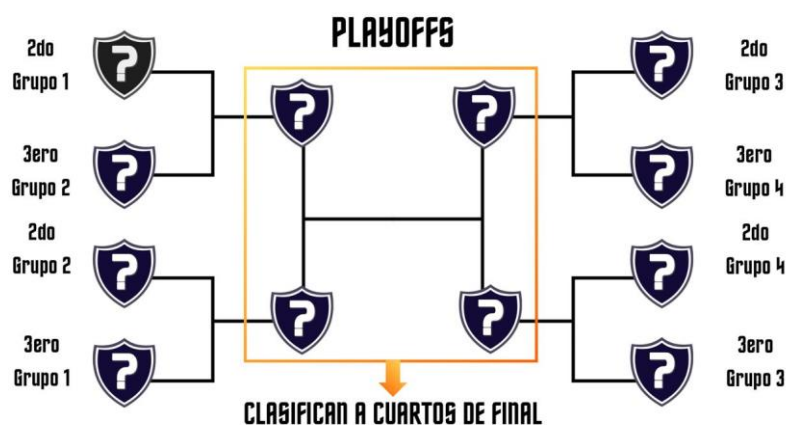 PLAYOFFS
2do
Grupo 1
?
3ero
Grupo 2
?
2do
Grupo 2
?
3ero
Grupo 1
?
?
?
?
?
2do
Grupo 3
?
3ero
Grupo 4
?
2do
Grupo 4
?
3ero
Grupo 3
?
CLASIFICAN A CUARTOS DE FINAL